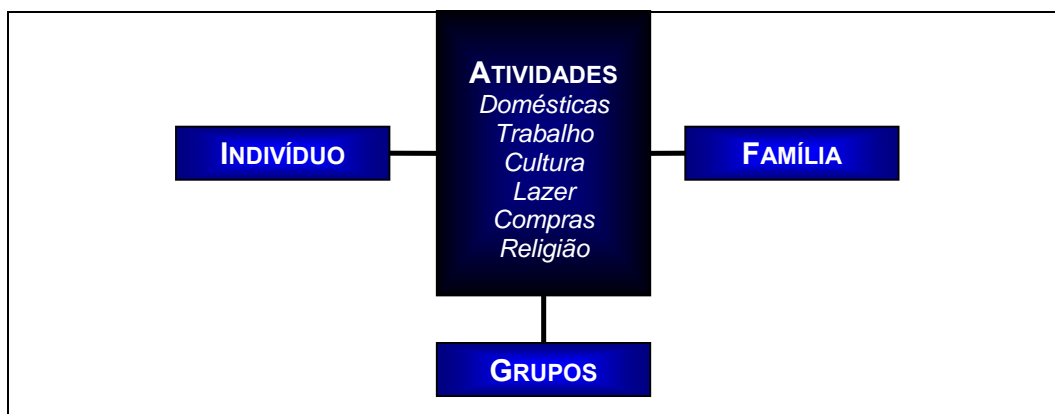 ATIVIDADES
Domésticas
Trabalho
INDIVÍDUO
FAMÍLIA
Cultura
Lazer
Compras
Religião
GRUPOS